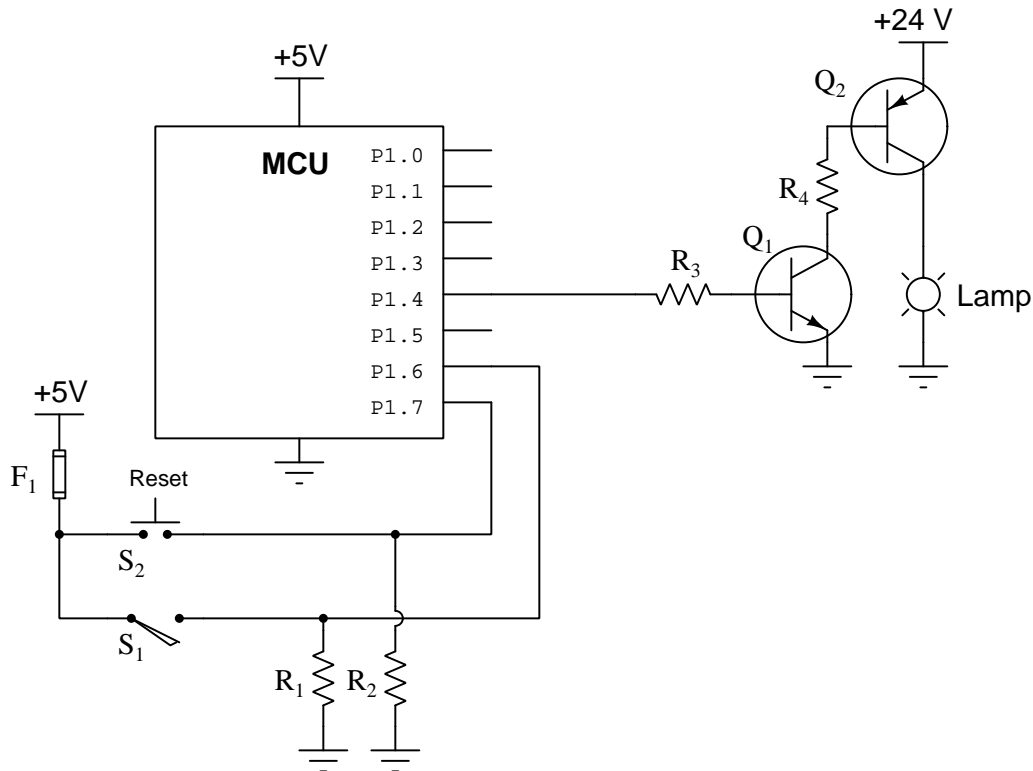 +24 V
+5V
Q2
MCU
P1.0
P1.1
P1.2
P1.3
P1.4
P1.5
P1.6
P1.7
R4
Q1
R3
Lamp
+5V
F1
Reset
S2
S1
R1
R2